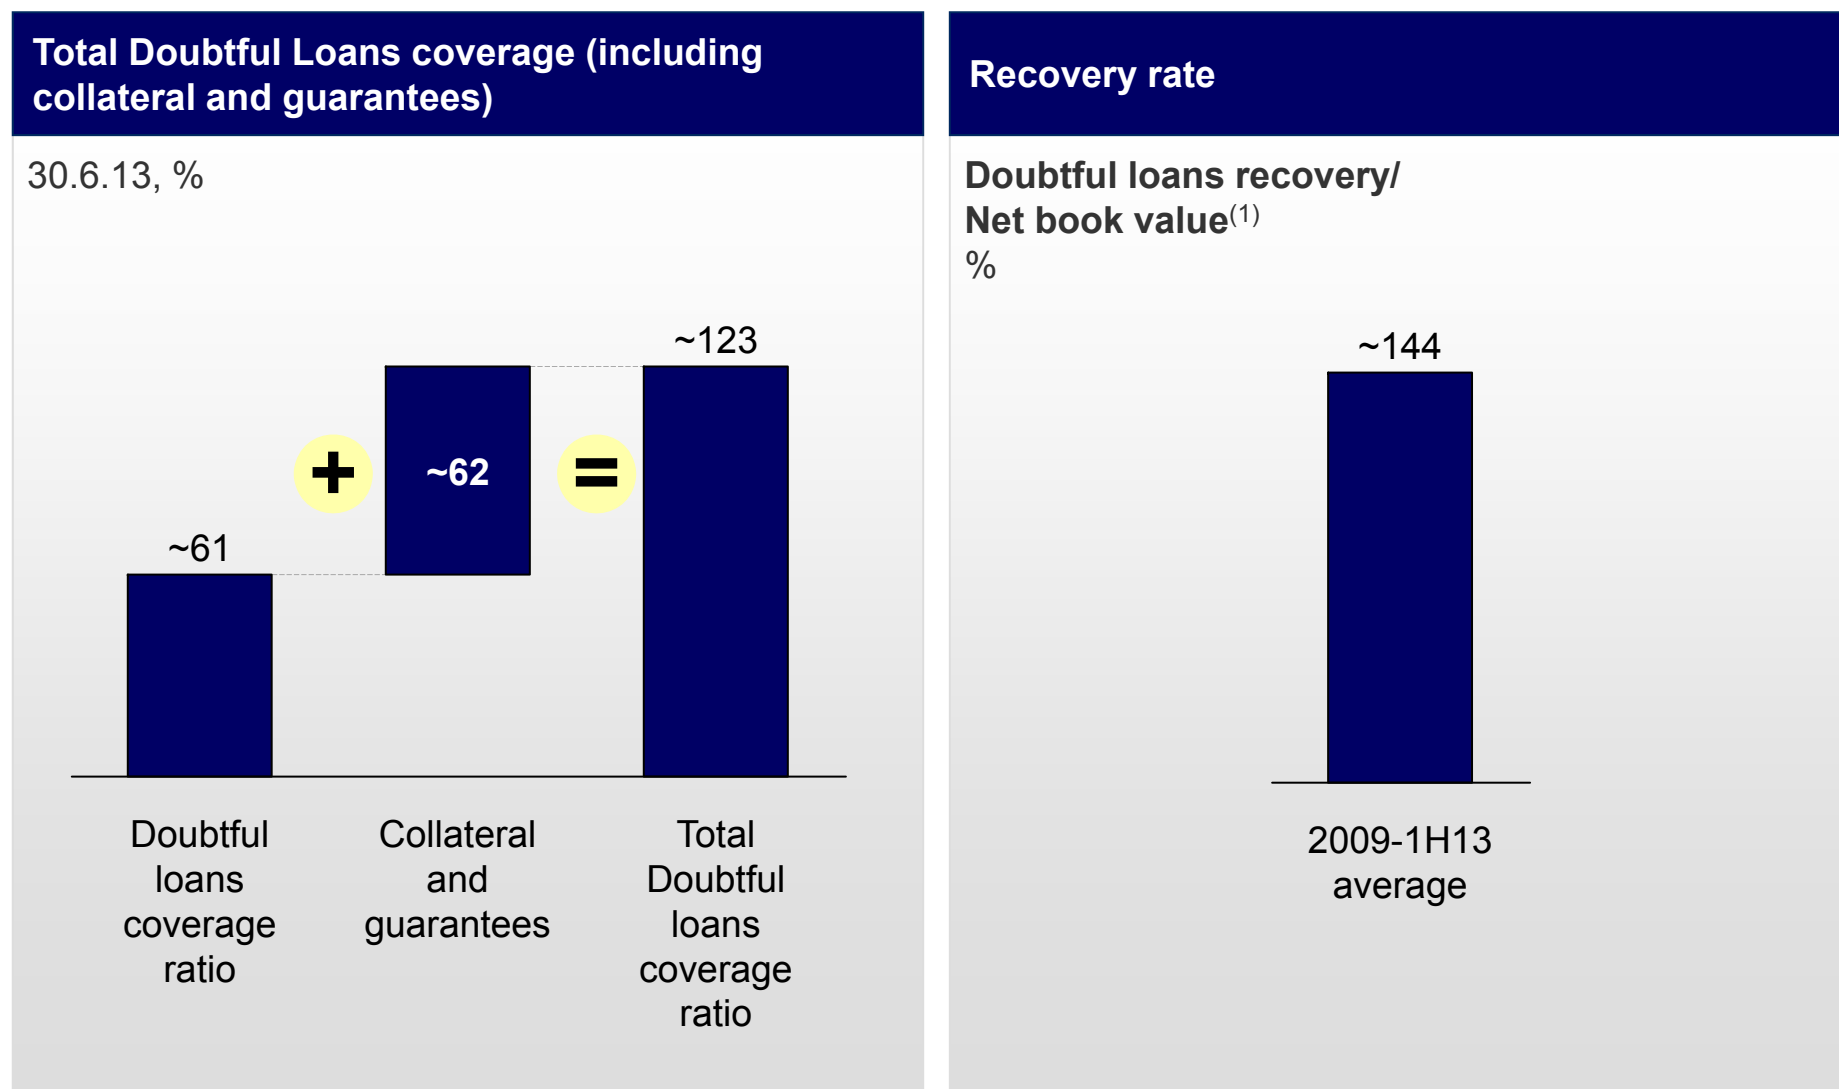 Total Doubtful Loans coverage (including
collateral and guarantees)
30.6.13, %
~61
+
~62
=
~123
Doubtful
loans
coverage
ratio
Collateral
and
guarantees
Total
Doubtful
loans
coverage
ratio
Recovery rate
Doubtful loans recovery/
Net book value(1)
%
~144
2009-1H13
average